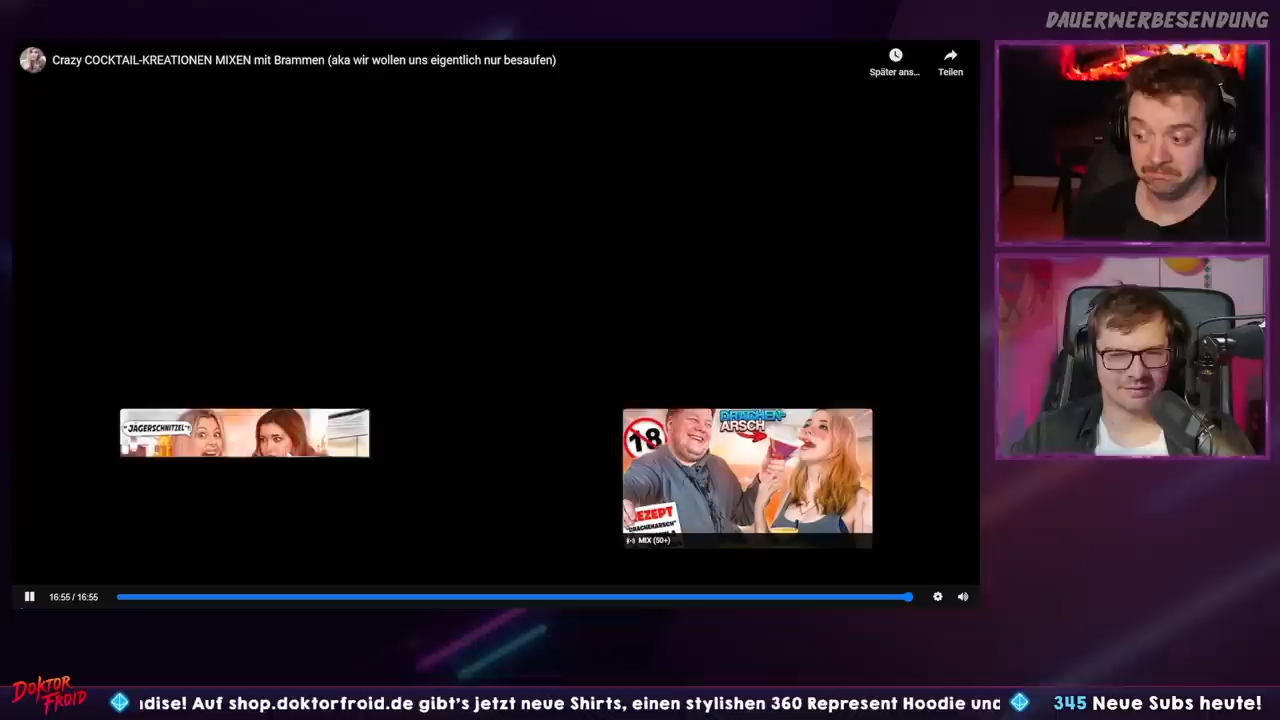 DAUERWERBESENDUNG
Crazy COCKTAIL-KREATIONEN MIXEN mit Brammen (aka wir wollen uns eigentlich nur besaufen)
Später ans...
Teilen
"JÄGERSCHNITZEL"
18
DRACHEN-
ARSCH
REZEPT
"DRACHENARSCH"
MIX (50+)
16:55 / 16:55
DOKTOR
FROID
dise! Auf shop.doktorfroid.de gibt's jetzt neue Shirts, einen stylishen 360 Represent Hoodie und
345 Neue Subs heute!